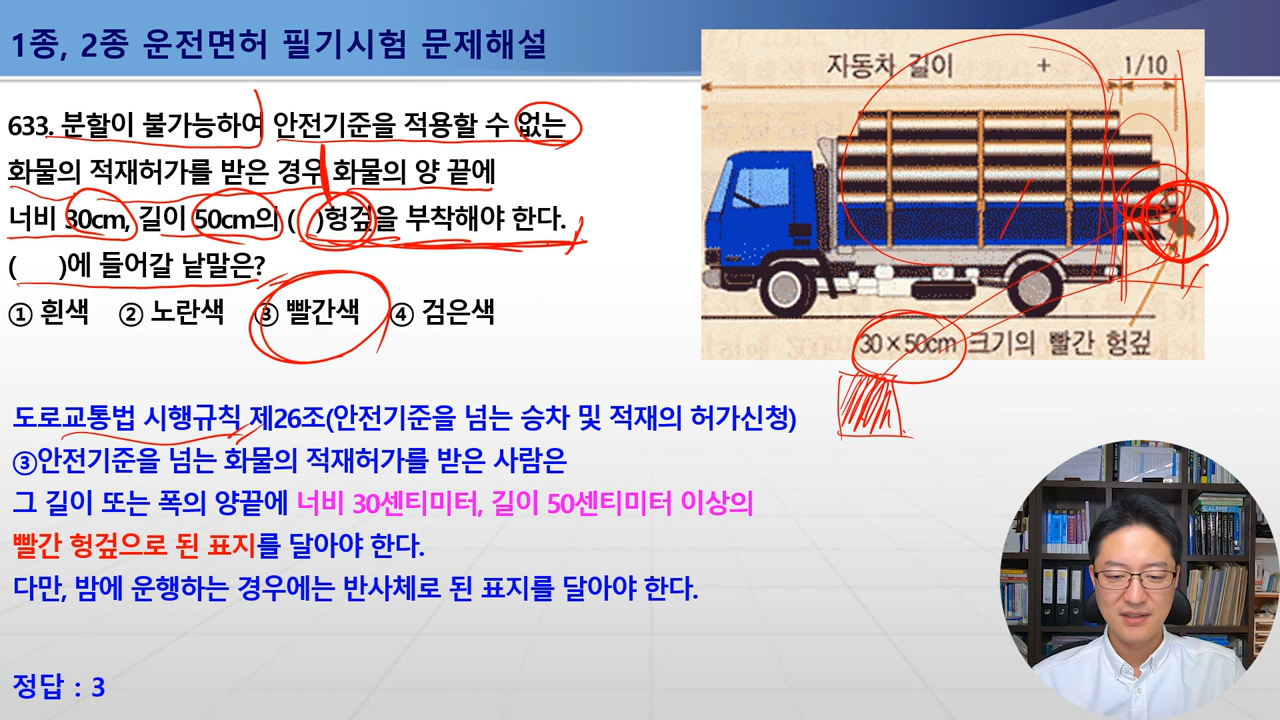 1종, 2종 운전면허 필기시험 문제해설
633. 분할이 불가능하여 안전기준을 적용할 수 없는
화물의 적재허가를 받은 경우 화물의 양 끝에
너비 30cm, 길이 50cm의 ( )헝겊을 부착해야 한다.
( )에 들어갈 낱말은?
① 흰색 ② 노란색 ③ 빨간색 ④ 검은색
자동차 길이 + 1/10
30×50cm 크기의 빨간 헝겊
도로교통법 시행규칙 제26조(안전기준을 넘는 승차 및 적재의 허가신청)
③안전기준을 넘는 화물의 적재허가를 받은 사람은
그 길이 또는 폭의 양끝에 너비 30센티미터, 길이 50센티미터 이상의
빨간 헝겊으로 된 표지를 달아야 한다.
다만, 밤에 운행하는 경우에는 반사체로 된 표지를 달아야 한다.
정답 : 3